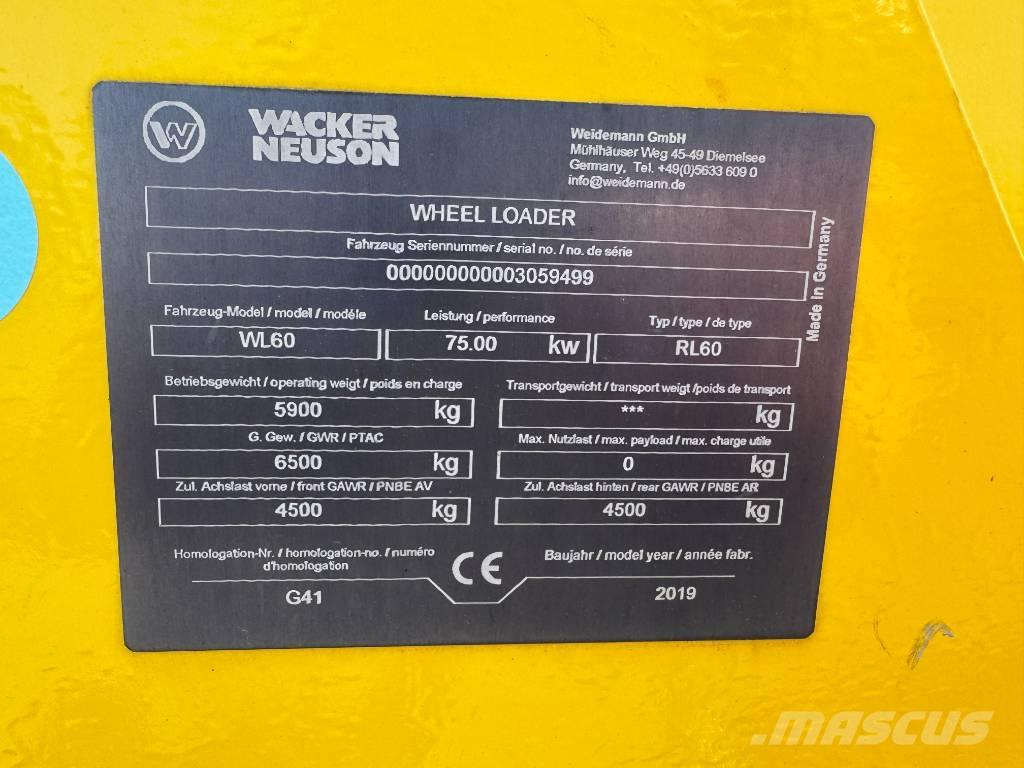 W
WACKER
NEUSON
Weidemann GmbH
Mühlhäuser Weg 45-49 Diemelsee
Germany, Tel. +49(0)5633 609 0
info@weidemann.de
WHEEL LOADER
Fahrzeug Seriennummer / serial no. / no. de série
000000000003059499
Made in Germany
Fahrzeug-Model / model / modéle
WL60
Leistung / performance
75.00 kw
Typ / type / de type
RL60
Betriebsgewicht / operating weigt / poids en charge
5900 kg
Transportgewicht / transport weigt /poids de transport
*** kg
G. Gew. / GWR / PTAC
6500 kg
Max. Nutzlast / max. payload / max. charge utile
0 kg
Zul. Achslast vorne / front GAWR / PNBE AV
4500 kg
Zul. Achslast hinten / rear GAWR / PNBE AR
4500 kg
Homologation-Nr. / homologation-no. / numéro
d'homologation
G41
CE
Baujahr / model year / année fabr.
2019
MASCUS